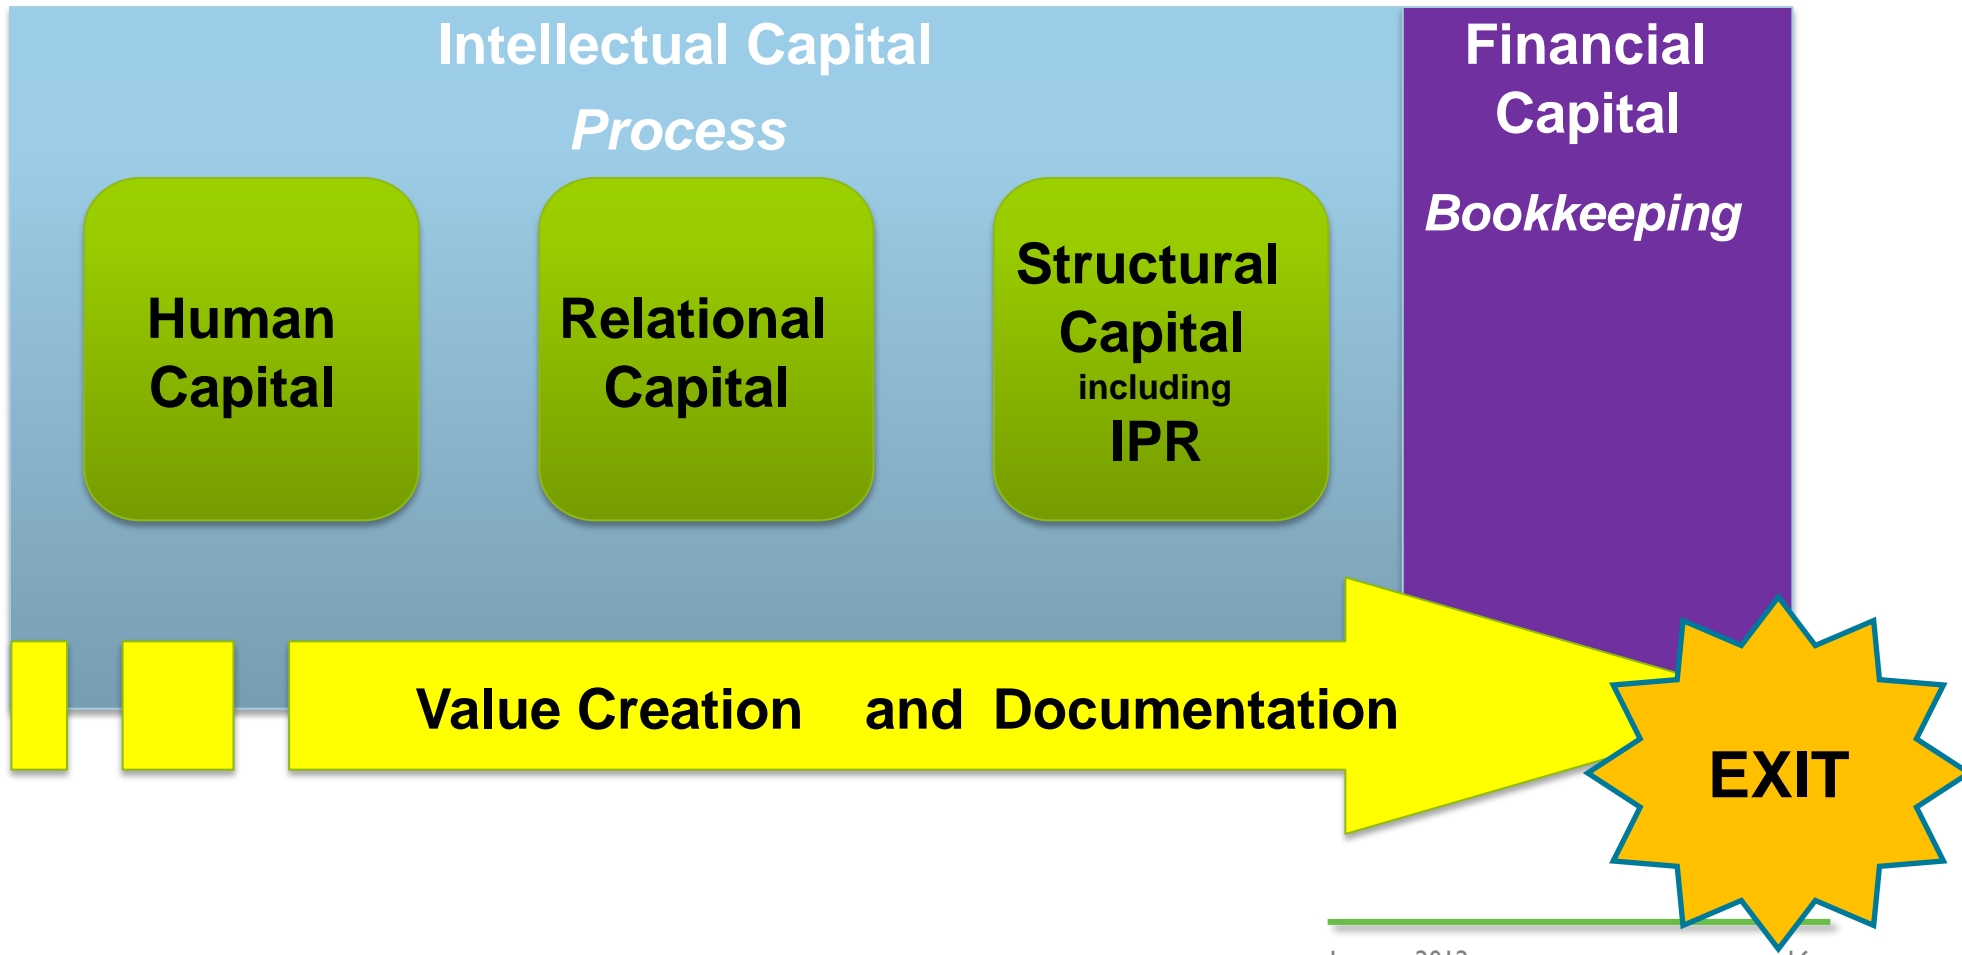 Intellectual Capital
Process
Financial
Capital
Bookkeeping
Human
Capital
Relational
Capital
Structural
Capital
including
IPR
Value Creation and Documentation
EXIT